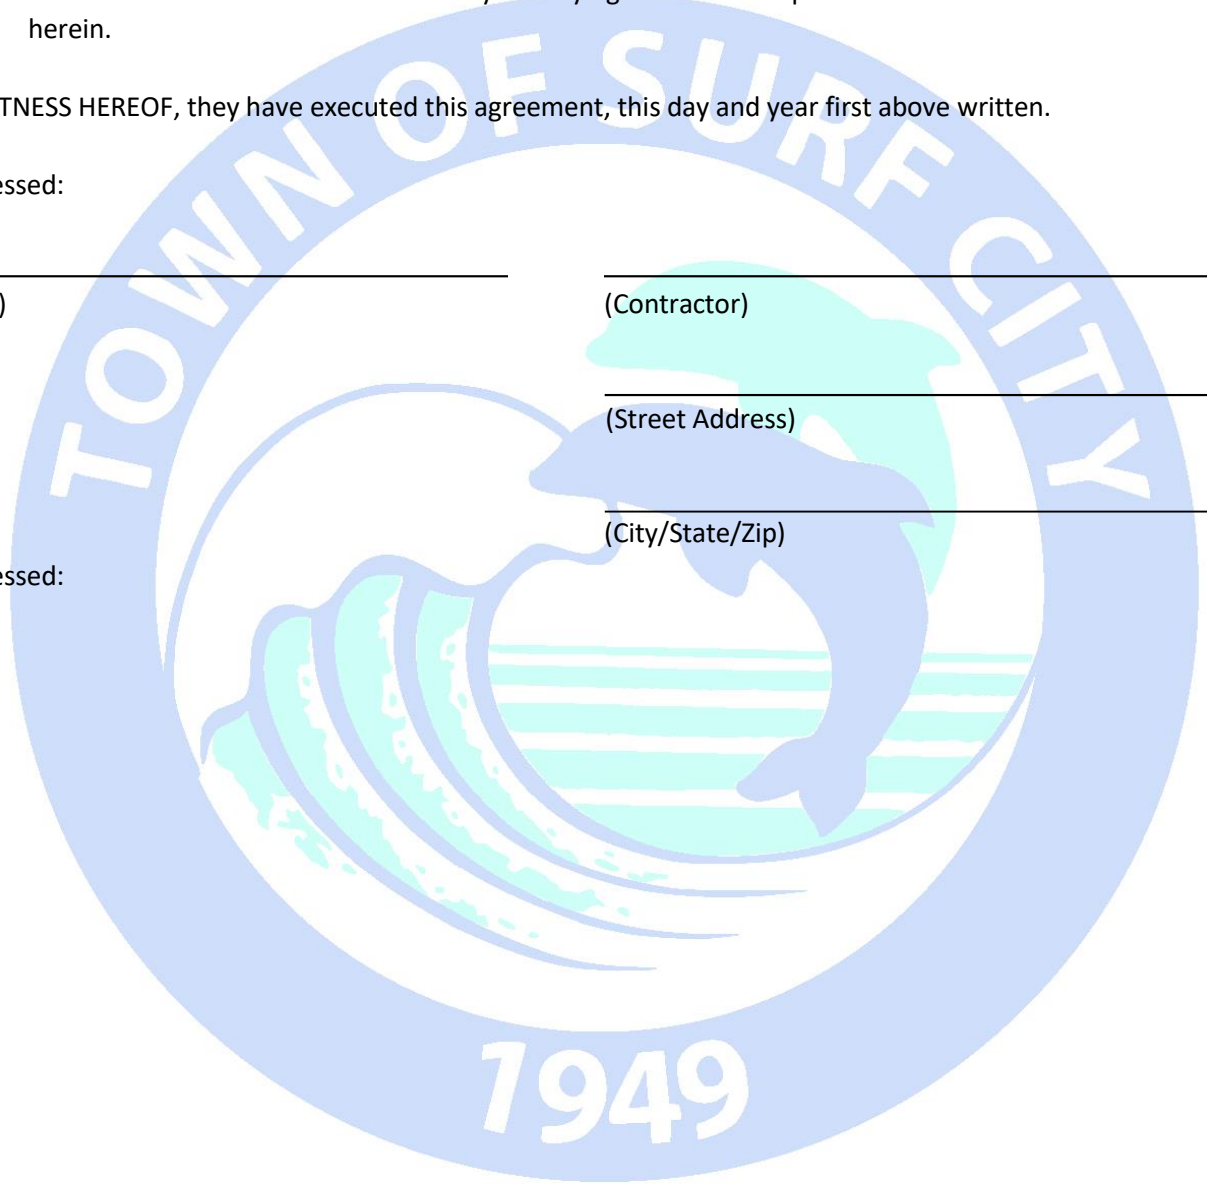 herein.
TNESS HEREOF, they have executed this agreement, this day and year first above written.
essed:
)
(Contractor)
(Street Address)
(City/State/Zip)
essed:
TOWN OF SURF CITY
1949